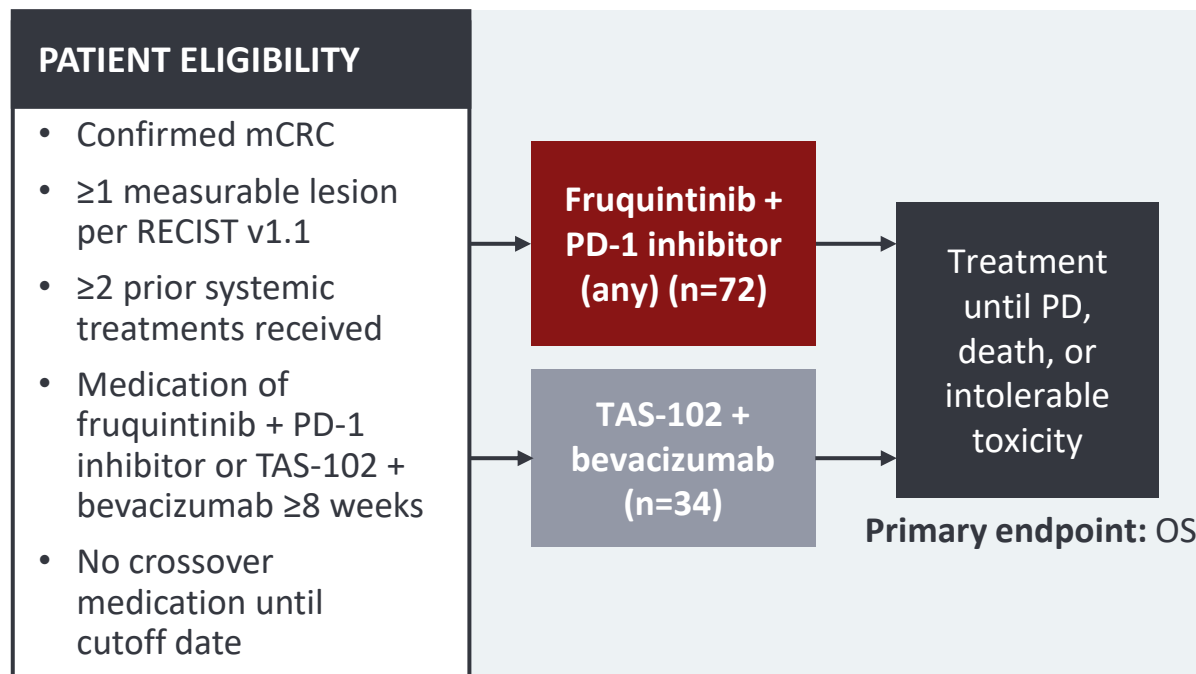 PATIENT ELIGIBILITY
• Confirmed mCRC
• ≥1 measurable lesion
per RECIST v1.1
• ≥2 prior systemic
treatments received
• Medication of
fruquintinib + PD-1
inhibitor or TAS-102 +
bevacizumab ≥8 weeks
• No crossover
medication until
cutoff date
Fruquintinib +
PD-1 inhibitor
(any) (n=72)
TAS-102 +
bevacizumab
(n=34)
Treatment
until PD,
death, or
intolerable
toxicity
Primary endpoint: OS